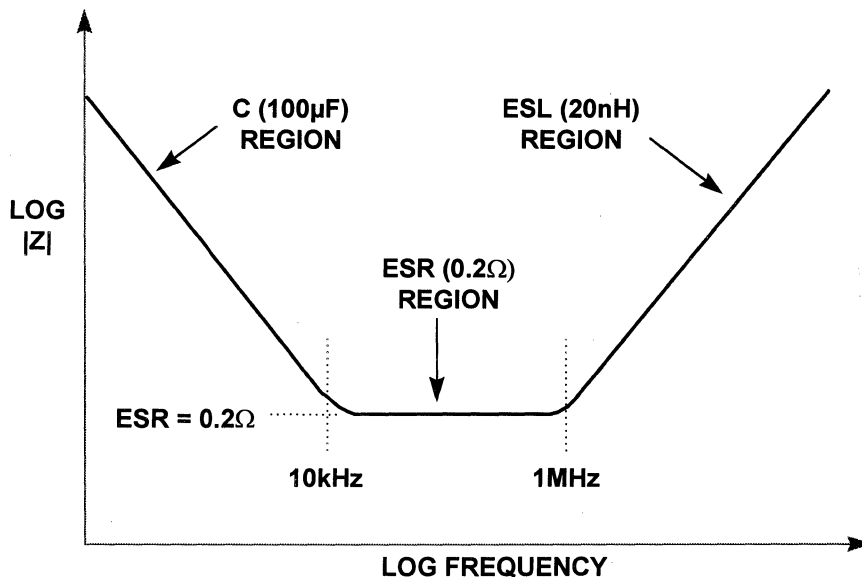 C (100µF)
REGION
ESL (20nH)
REGION
LOG
|Z|
ESR (0.2Ω)
REGION
ESR = 0.2Ω
10kHz
1MHz
LOG FREQUENCY